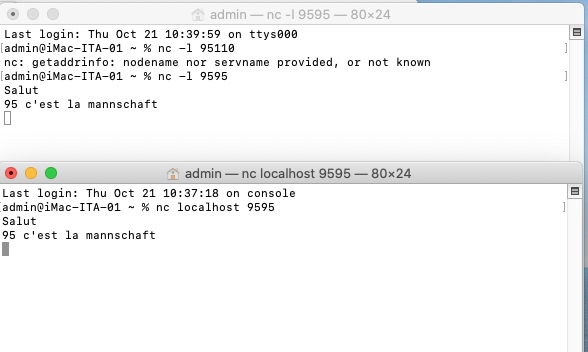 admin — nc -l 9595 — 80×24
Last login: Thu Oct 21 10:39:59 on ttys000
[admin@iMac-ITA-01 ~ % nc -l 95110 ]
nc: getaddrinfo: nodename nor servname provided, or not known
[admin@iMac-ITA-01 ~ % nc -l 9595 ]
Salut
95 c'est la mannschaft
admin — nc localhost 9595 — 80×24
Last login: Thu Oct 21 10:37:18 on console
[admin@iMac-ITA-01 ~ % nc localhost 9595 ]
Salut
95 c'est la mannschaft